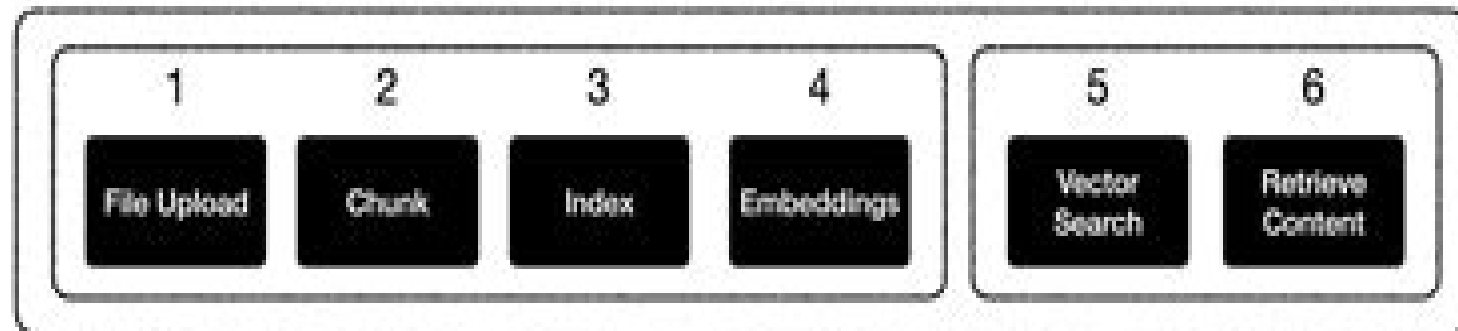 1 2 3 4 5 6
File Upload
Chunk
Index
Embeddings
Vector
Search
Retrieve
Content